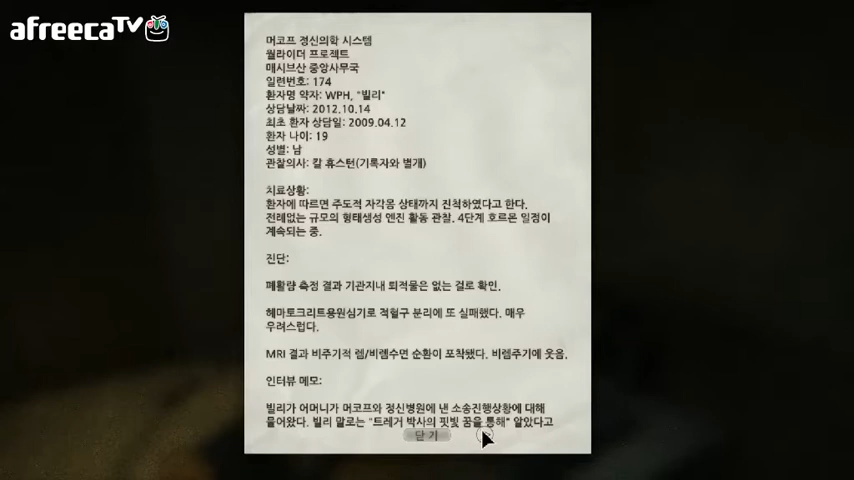 afreecaTV
머코프 정신의학 시스템
월라이더 프로젝트
매시브산 중앙사무국
일련번호: 174
환자명 약자: WPH, "빌리"
상담날짜: 2012.10.14
최초 환자 상담일: 2009.04.12
환자 나이: 19
성별: 남
관찰의사: 칼 휴스턴(기록자와 별개)
치료상황:
환자에 따르면 주도적 자각몽 상태까지 진척하였다고 한다.
전례없는 규모의 형태생성 엔진 활동 관찰. 4단계 호르몬 일정이
계속되는 중.
진단:
폐활량 측정 결과 기관지내 퇴적물은 없는 걸로 확인.
헤마토크리트용원심기로 적혈구 분리에 또 실패했다. 매우
우려스럽다.
MRI 결과 비주기적 렘/비렘수면 순환이 포착됐다. 비렘주기에 웃음.
인터뷰 메모:
빌리가 어머니가 머코프와 정신병원에 낸 소송진행상황에 대해
물어왔다. 빌리 말로는 "트레거 박사의 핏빛 꿈을 통해" 알았다고
닫기